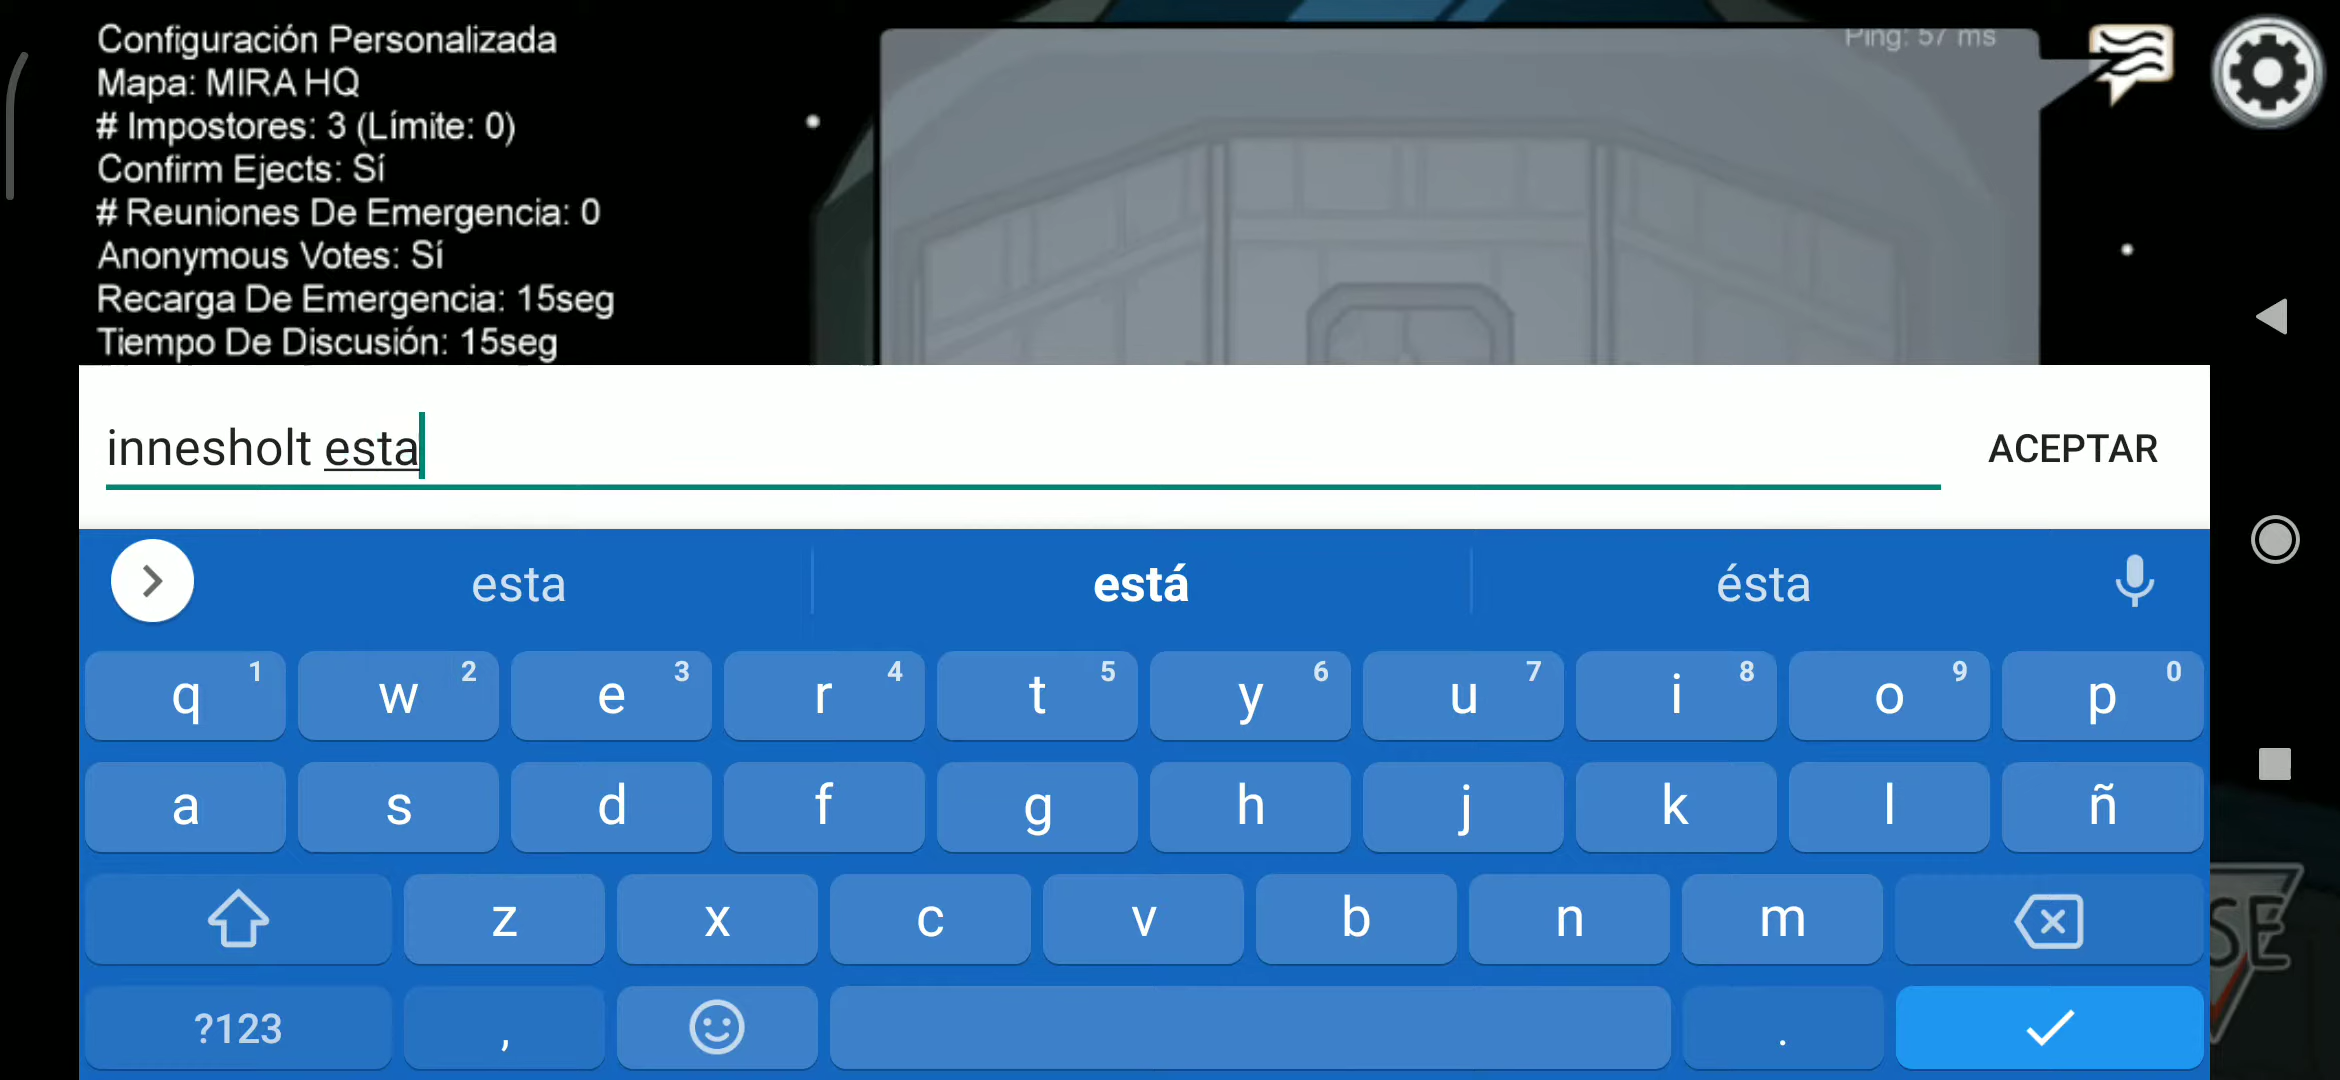 Configuración Personalizada
Mapa: MIRA HQ
# Impostores: 3 (Límite: 0)
Confirm Ejects: Sí
# Reuniones De Emergencia: 0
Anonymous Votes: Sí
Recarga De Emergencia: 15seg
Tiempo De Discusión: 15seg
Ping: 57 ms
innesholt esta
ACEPTAR
esta está ésta
q 1 w 2 e 3 r 4 t 5 y 6 u 7 i 8 o 9 p 0
a s d f g h j k l ñ
z x c v b n m
?123 , .